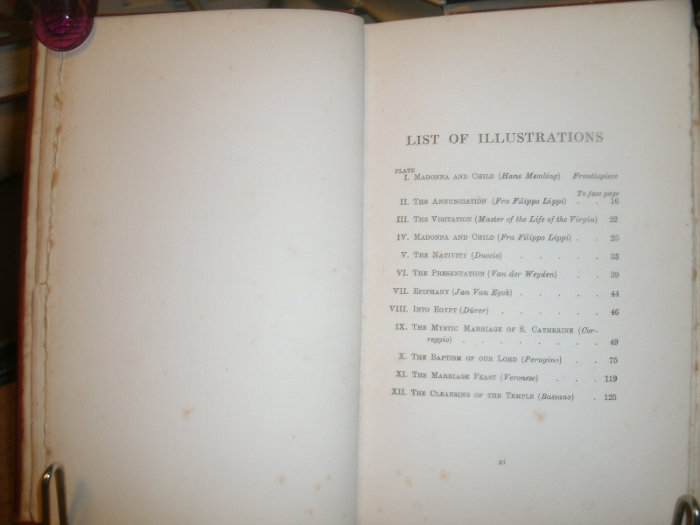 LIST OF ILLUSTRATIONS
PLATE
I. MADONNA AND CHILD (Hans Memling) Frontispiece
To face page
II. THE ANNUNCIATION (Fra Filippo Lippi) . . 16
III. THE VISITATION (Master of the Life of the Virgin) 22
IV. MADONNA AND CHILD (Fra Filippo Lippi) . . 25
V. THE NATIVITY (Duccio) . . . . . 33
VI. THE PRESENTATION (Van der Weyden) . . 39
VII. EPIPHANY (Jan Van Eyck) . . . . . 44
VIII. INTO EGYPT (Dürer) . . . . . . 46
IX. THE MYSTIC MARRIAGE OF S. CATHERINE (Cor-
reggio) . . . . . . . . 49
X. THE BAPTISM OF OUR LORD (Perugino) . . 75
XI. THE MARRIAGE FEAST (Veronese) . . . 119
XII. THE CLEANSING OF THE TEMPLE (Bassano) . 125
xi